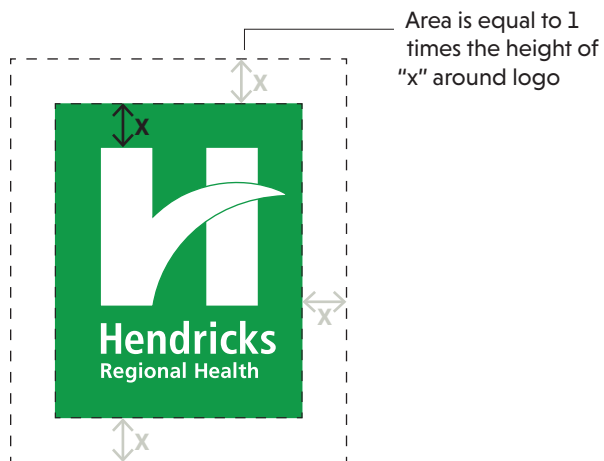 Area is equal to 1
times the height of
“x” around logo
x
x
x
Hendricks
Regional Health
x